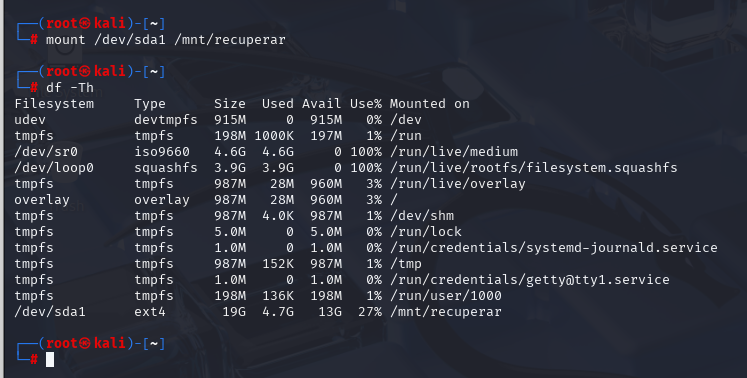 ┌──(root㉿kali)-[~]
└─# mount /dev/sda1 /mnt/recuperar
┌──(root㉿kali)-[~]
└─# df -Th
Filesystem     Type      Size  Used Avail Use% Mounted on
udev           devtmpfs  915M     0  915M   0% /dev
tmpfs          tmpfs     198M 1000K  197M   1% /run
/dev/sr0       iso9660   4.6G  4.6G     0 100% /run/live/medium
/dev/loop0     squashfs  3.9G  3.9G     0 100% /run/live/rootfs/filesystem.squashfs
tmpfs          tmpfs     987M   28M  960M   3% /run/live/overlay
overlay        overlay   987M   28M  960M   3% /
tmpfs          tmpfs     987M  4.0K  987M   1% /dev/shm
tmpfs          tmpfs     5.0M     0  5.0M   0% /run/lock
tmpfs          tmpfs     1.0M     0  1.0M   0% /run/credentials/systemd-journald.service
tmpfs          tmpfs     987M  152K  987M   1% /tmp
tmpfs          tmpfs     1.0M     0  1.0M   0% /run/credentials/getty@tty1.service
tmpfs          tmpfs     198M  136K  198M   1% /run/user/1000
/dev/sda1      ext4       19G  4.7G   13G  27% /mnt/recuperar
┌──(root㉿kali)-[~]
└─#